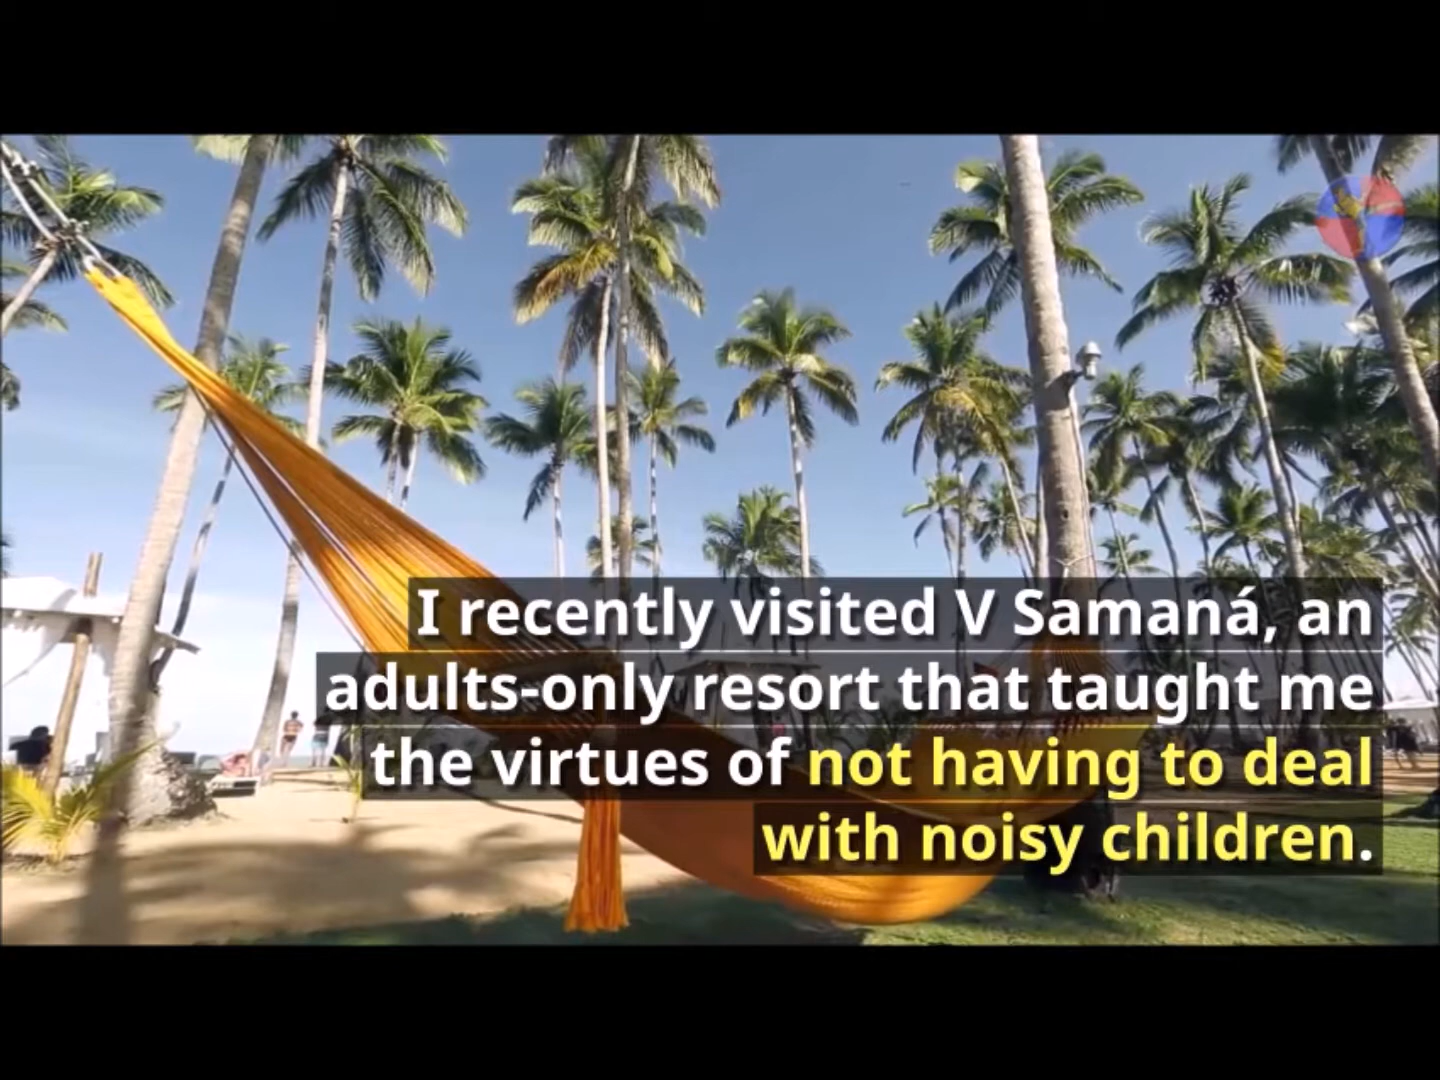 I recently visited V Samaná, an
adults-only resort that taught me
the virtues of not having to deal
with noisy children.